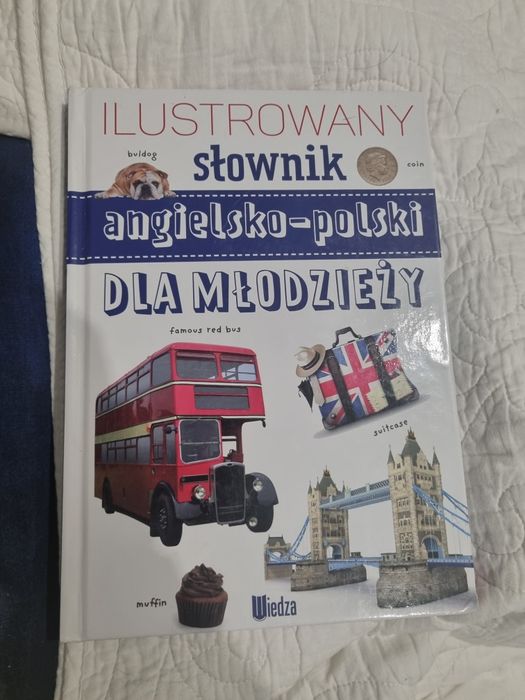 ILUSTROWANY
buldog
słownik
coin
angielsko-polski
DLA MŁODZIEŻY
famous red bus
suitcase
muffin
Wiedza